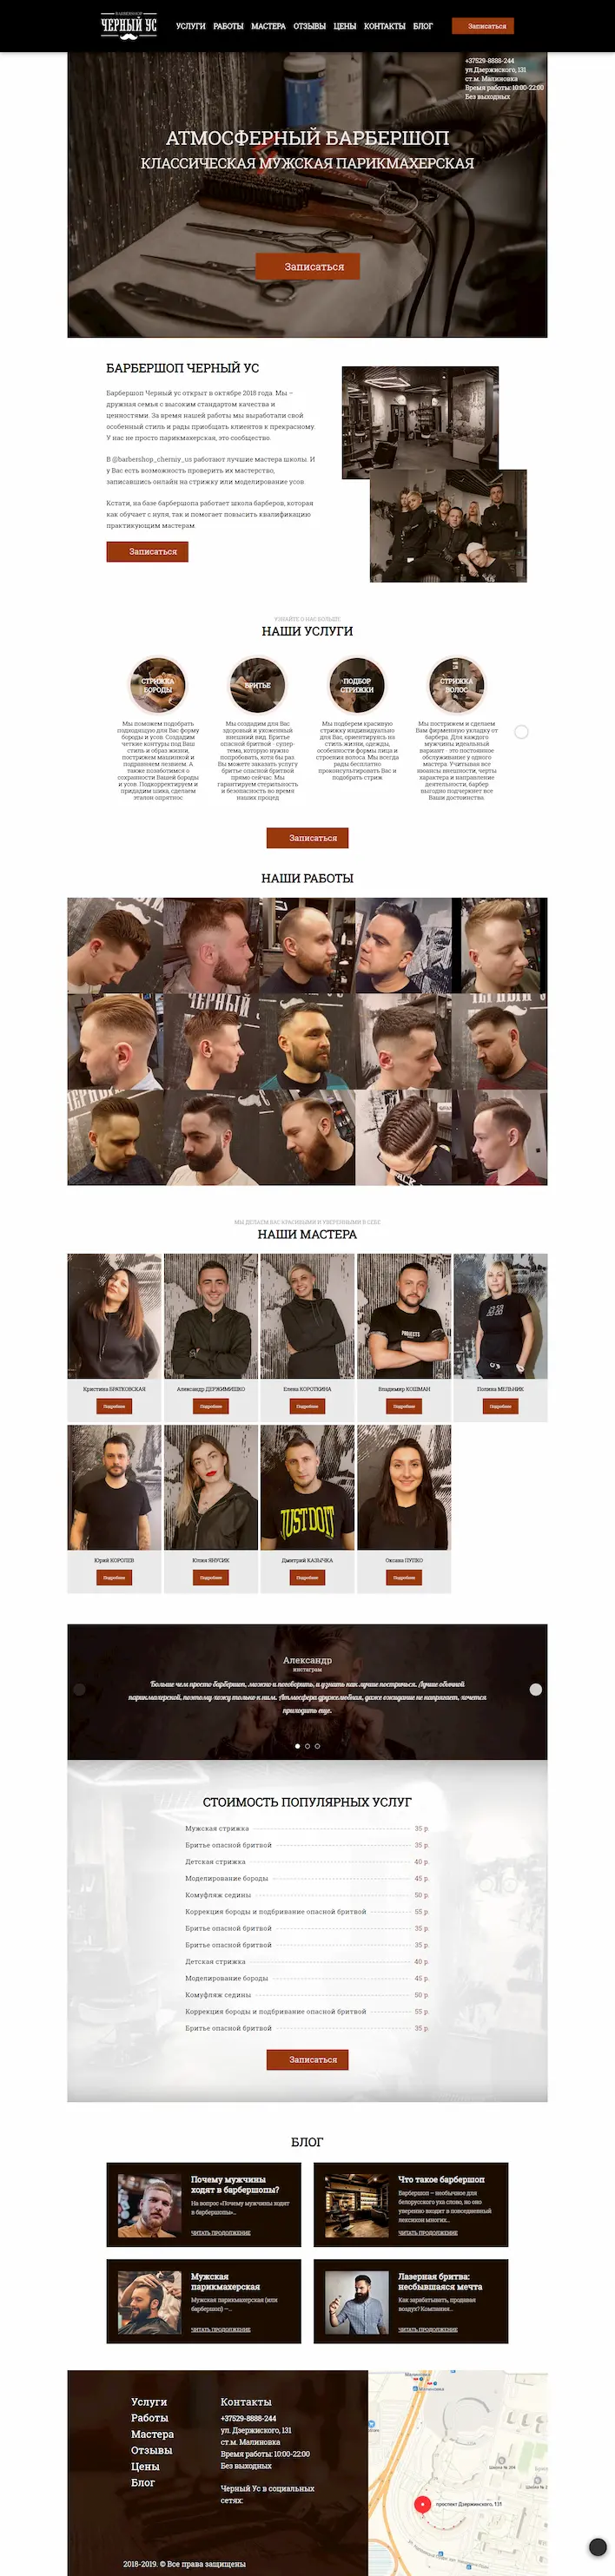 БАРБЕРШОП
ЧЕРНЫЙ УС
УСЛУГИ РАБОТЫ МАСТЕРА ОТЗЫВЫ ЦЕНЫ КОНТАКТЫ БЛОГ
Записаться
+37529-8888-244
ул.Дзержиского, 131
ст.м. Малиновка
Время работы: 10:00-22:00
Без выходных
АТМОСФЕРНЫЙ БАРБЕРШОП
КЛАССИЧЕСКАЯ МУЖСКАЯ ПАРИКМАХЕРСКАЯ
Записаться
БАРБЕРШОП ЧЕРНЫЙ УС
Барбершоп Черный ус открыт в октябре 2018 года. Мы –
дружная семья с высоким стандартом качества и
ценностями. За время нашей работы мы выработали свой
особенный стиль и рады приобщать клиентов к прекрасному.
У нас не просто парикмахерская, это сообщество.
В @barbershop_cherniy_us работают лучшие мастера школы. И
у Вас есть возможность проверить их мастерство,
записавшись онлайн на стрижку или моделирование усов.
Кстати, на базе барбершопа работает школа барберов, которая
как обучает с нуля, так и помогает повысить квалификацию
практикующим мастерам.
Записаться
УЗНАЙТЕ О НАС БОЛЬШЕ
НАШИ УСЛУГИ
СТРИЖКА
БОРОДЫ
Мы поможем подобрать
подходящую для Вас форму
бороды и усов. Создадим
четкие контуры под Ваш
стиль и образ жизни,
пострижем машинкой и
подравняем лезвием. А
также позаботимся о
сохранности Вашей бороды
и усов. Подкорректируем и
придадим шика, сделаем
эталон опрятнос
БРИТЬЕ
Мы создадим для Вас
здоровый и ухоженный
внешний вид. Бритье
опасной бритвой - супер-
тема, которую нужно
попробовать, хотя бы раз.
Вы можете заказать услугу
бритье опасной бритвой
прямо сейчас. Мы
гарантируем стерильность
и безопасность во время
наших процед
ПОДБОР
СТРИЖКИ
Мы подберем красивую
стрижку индивидуально
для Вас, ориентируясь на
стиль жизни, одежды,
особенности формы лица и
строения волоса. Мы всегда
рады бесплатно
проконсультировать Вас и
подобрать стриж
СТРИЖКА
ВОЛОС
Мы пострижём и сделаем
Вам фирменную укладку от
барбера. Для каждого
мужчины идеальный
вариант - это постоянное
обслуживание у одного
мастера. Учитывая все
нюансы внешности, черты
характера и направление
деятельности, барбер
выгодно подчеркнет все
Ваши достоинства.
Записаться
НАШИ РАБОТЫ
МЫ ДЕЛАЕМ ВАС КРАСИВЫМИ И УВЕРЕННЫМИ В СЕБЕ
НАШИ МАСТЕРА
Кристина БРАТКОВСКАЯ
Подробнее
Александр ДЕРЖИМИШКО
Подробнее
Елена КОРОТКИНА
Подробнее
Владимир КОШМАН
Подробнее
Полина МЕЛЬНИК
Подробнее
JUST DO IT
Юрий КОРОЛЕВ
Подробнее
Юлия ЯНУСИК
Подробнее
Дмитрий КАЗЫЧКА
Подробнее
Оксана ПУПКО
Подробнее
Александр
инстаграм
Больше чем просто барбершоп, можно и поговорить, и узнать как лучше постричься. Лучше обычной
парикмахерской, поэтому хожу только к ним. Атмосфера дружелюбная, даже ожидание не напрягает, хочется
приходить еще.
СТОИМОСТЬ ПОПУЛЯРНЫХ УСЛУГ
Мужская стрижка 35 р.
Бритье опасной бритвой 35 р.
Детская стрижка 40 р.
Моделирование бороды 45 р.
Комуфляж седины 50 р.
Коррекция бороды и подбривание опасной бритвой 55 р.
Бритье опасной бритвой 35 р.
Бритье опасной бритвой 35 р.
Детская стрижка 40 р.
Моделирование бороды 45 р.
Комуфляж седины 50 р.
Коррекция бороды и подбривание опасной бритвой 55 р.
Бритье опасной бритвой 35 р.
Записаться
БЛОГ
Почему мужчины
ходят в барбершопы?
На вопрос «Почему мужчины ходят
в барбершопы»...
ЧИТАТЬ ПРОДОЛЖЕНИЕ
Что такое барбершоп
Барбершоп – необычное для
белорусского уха слово, но оно
уверенно входит в повседневный
лексикон многих...
ЧИТАТЬ ПРОДОЛЖЕНИЕ
Мужская
парикмахерская
Мужская парикмахерская (или
барбершоп) –...
ЧИТАТЬ ПРОДОЛЖЕНИЕ
Лазерная бритва:
несбывшаяся мечта
Как зарабатывать, продавая
воздух? Компания...
ЧИТАТЬ ПРОДОЛЖЕНИЕ
Услуги
Работы
Мастера
Отзывы
Цены
Блог
Контакты
+37529-8888-244
ул. Дзержиского, 131
ст.м. Малиновка
Время работы: 10:00-22:00
Без выходных
Черный Ус в социальных
сетях:
2018-2019. © Все права защищены
Малиновка
Школа № 204
проспект Дзержинского, 131